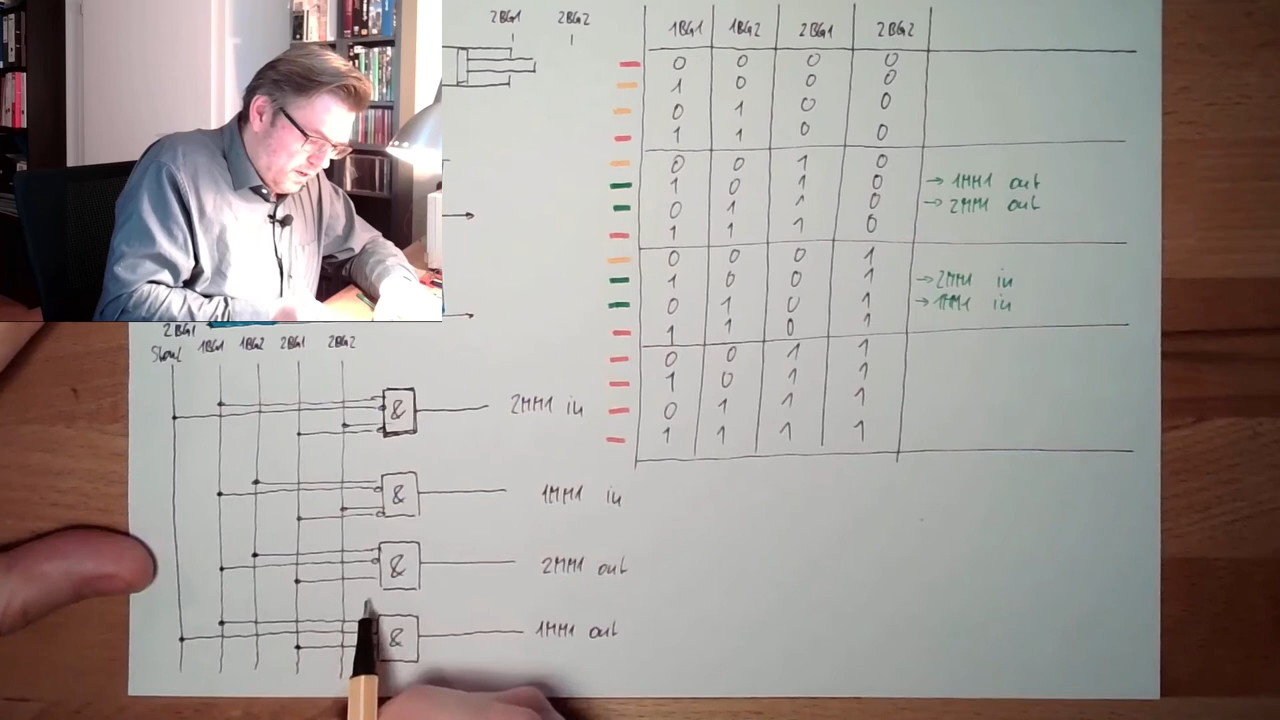 2BG1 2BG2
1BG1 1BG2 2BG1 2BG2
0 0 0 0
1 0 0 0
0 1 0 0
1 1 0 0
0 0 1 0
1 0 1 0 → 1MM1 out
0 1 1 0 → 2MM1 out
1 1 1 0
0 0 0 1
1 0 0 1 → 2MM1 in
0 1 0 1 → 1MM1 in
1 1 0 1
0 0 1 1
1 0 1 1
0 1 1 1
1 1 1 1
2BG1
Start 1BG1 1BG2 2BG1 2BG2
& 2MM1 in
& 1MM1 in
& 2MM1 out
& 1MM1 out